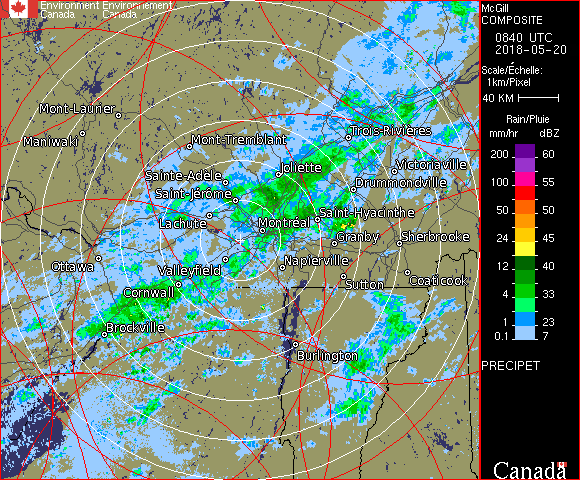 Environment Environnement
Canada Canada
McGill
COMPOSITE
0840 UTC
2018-05-20
Scale/Échelle:
1km/Pixel
40 KM
Rain/Pluie
mm/hr dBZ
200 60
100 55
50 50
24 45
12 40
4 33
1 23
0.1 7
PRECIPET
Canada
Mont-Laurier
Maniwaki
Mont-Tremblant
Trois-Rivières
Joliette
Victoriaville
Sainte-Adèle
Drummondville
Saint-Jérôme
Saint-Hyacinthe
Lachute
Montréal
Granby
Sherbrooke
Ottawa
Valleyfield
Napierville
Sutton
Coaticook
Cornwall
Brockville
Burlington